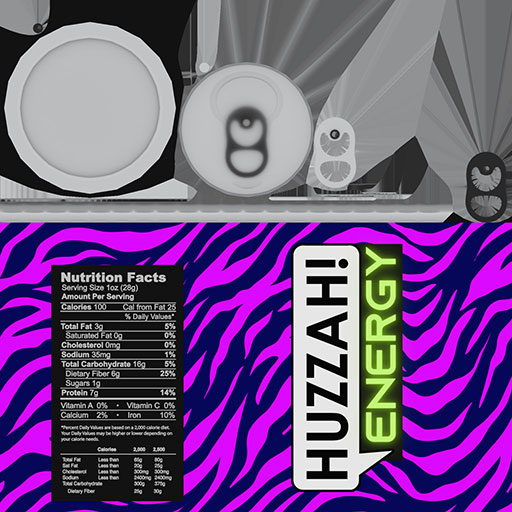 Nutrition Facts
Serving Size 1oz (28g)
Amount Per Serving
Calories 100 Cal from Fat 25
% Daily Values*
Total Fat 3g 5%
Saturated Fat 0g 0%
Cholesterol 0mg 0%
Sodium 35mg 1%
Total Carbohydrate 16g 5%
Dietary Fiber 6g 25%
Sugars 1g
Protein 7g 14%
Vitamin A 0% • Vitamin C 0%
Calcium 2% • Iron 10%
*Percent Daily Values are based on a 2,000 calorie diet.
Your Daily Values may be higher or lower depending on
your calorie needs.
Calories 2,000 2,500
Total Fat Less than 65g 80g
Sat Fat Less than 20g 25g
Cholesterol Less than 300mg 300mg
Sodium Less than 2400mg 2400mg
Total Carbohydrate 300g 375g
Dietary Fiber 25g 30g
HUZZAH!
ENERGY